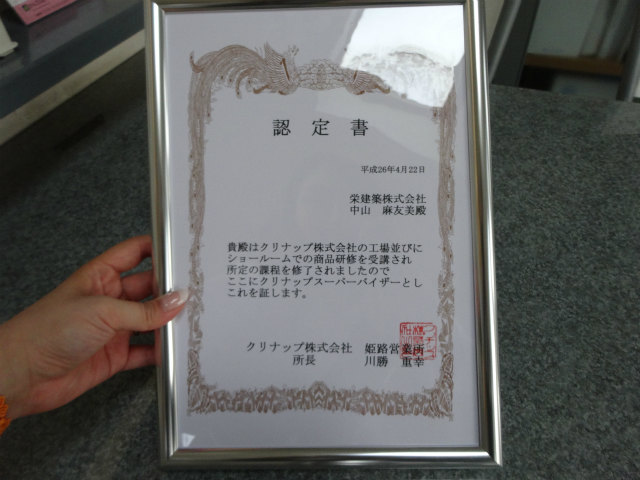 認定書
平成26年4月22日
栄建築株式会社
中山 麻友美殿
貴殿はクリナップ株式会社の工場並びに
ショールームでの商品研修を受講され
所定の課程を修了されましたので
ここにクリナップスーパーバイザーとし
これを証します。
クリナップ株式会社 姫路営業所
所長 川勝 重幸